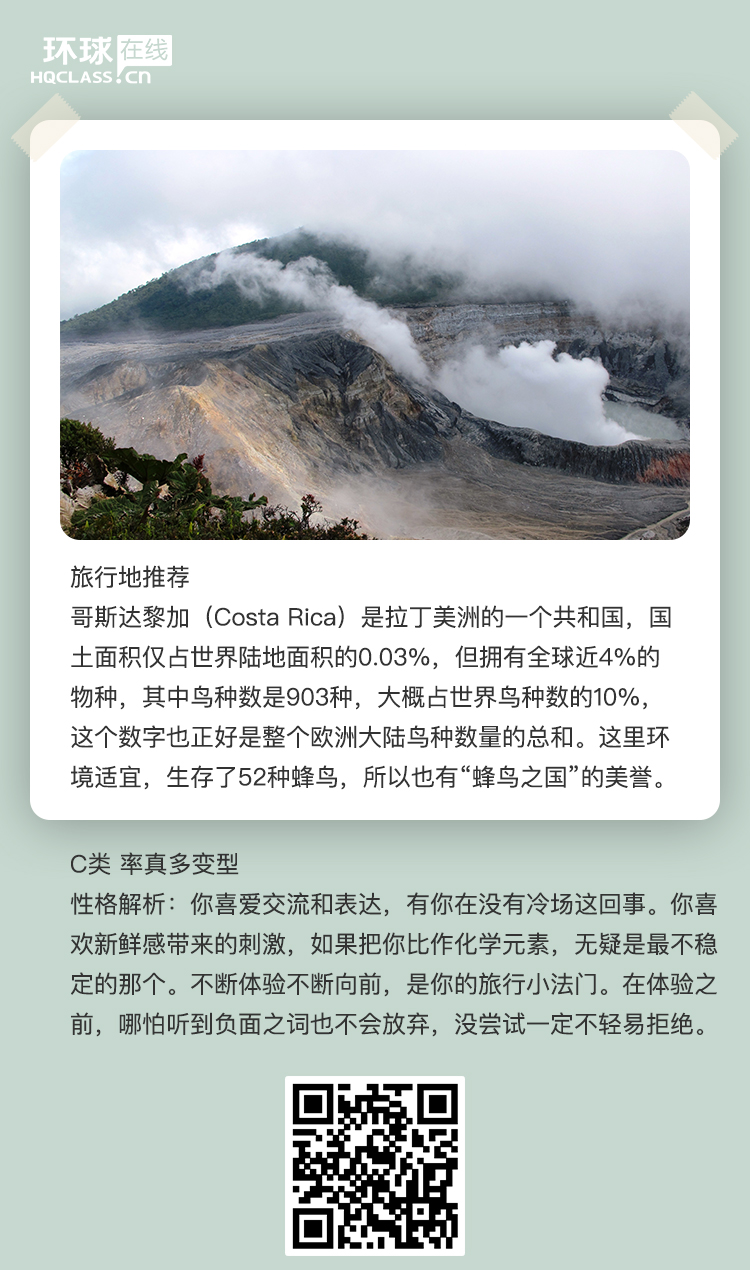 环球在线
HQCLASS.CN
旅行地推荐
哥斯达黎加（Costa Rica）是拉丁美洲的一个共和国，国
土面积仅占世界陆地面积的0.03%，但拥有全球近4%的
物种，其中鸟种数是903种，大概占世界鸟种数的10%，
这个数字也正好是整个欧洲大陆鸟种数量的总和。这里环
境适宜，生存了52种蜂鸟，所以也有“蜂鸟之国”的美誉。
C类 率真多变型
性格解析：你喜爱交流和表达，有你在没有冷场这回事。你喜
欢新鲜感带来的刺激，如果把你比作化学元素，无疑是最不稳
定的那个。不断体验不断向前，是你的旅行小法门。在体验之
前，哪怕听到负面之词也不会放弃，没尝试一定不轻易拒绝。